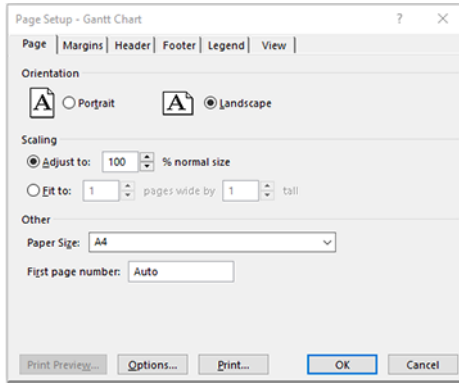 Page Setup - Gantt Chart ? ×
Page Margins Header Footer Legend View
Orientation
A Portrait A Landscape
Scaling
Adjust to: 100 % normal size
Fit to: 1 pages wide by 1 tall
Other
Paper Size: A4
First page number: Auto
Print Preview... Options... Print... OK Cancel